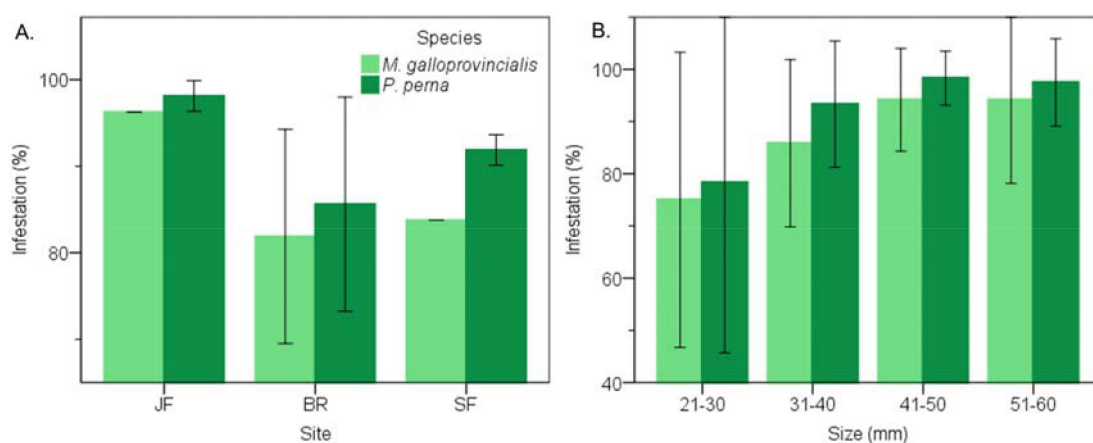 A.
Species
M. galloprovincialis
P. perna
Infestation (%)
100
80
JF BR SF
Site
B.
Infestation (%)
100
80
60
40
21-30 31-40 41-50 51-60
Size (mm)